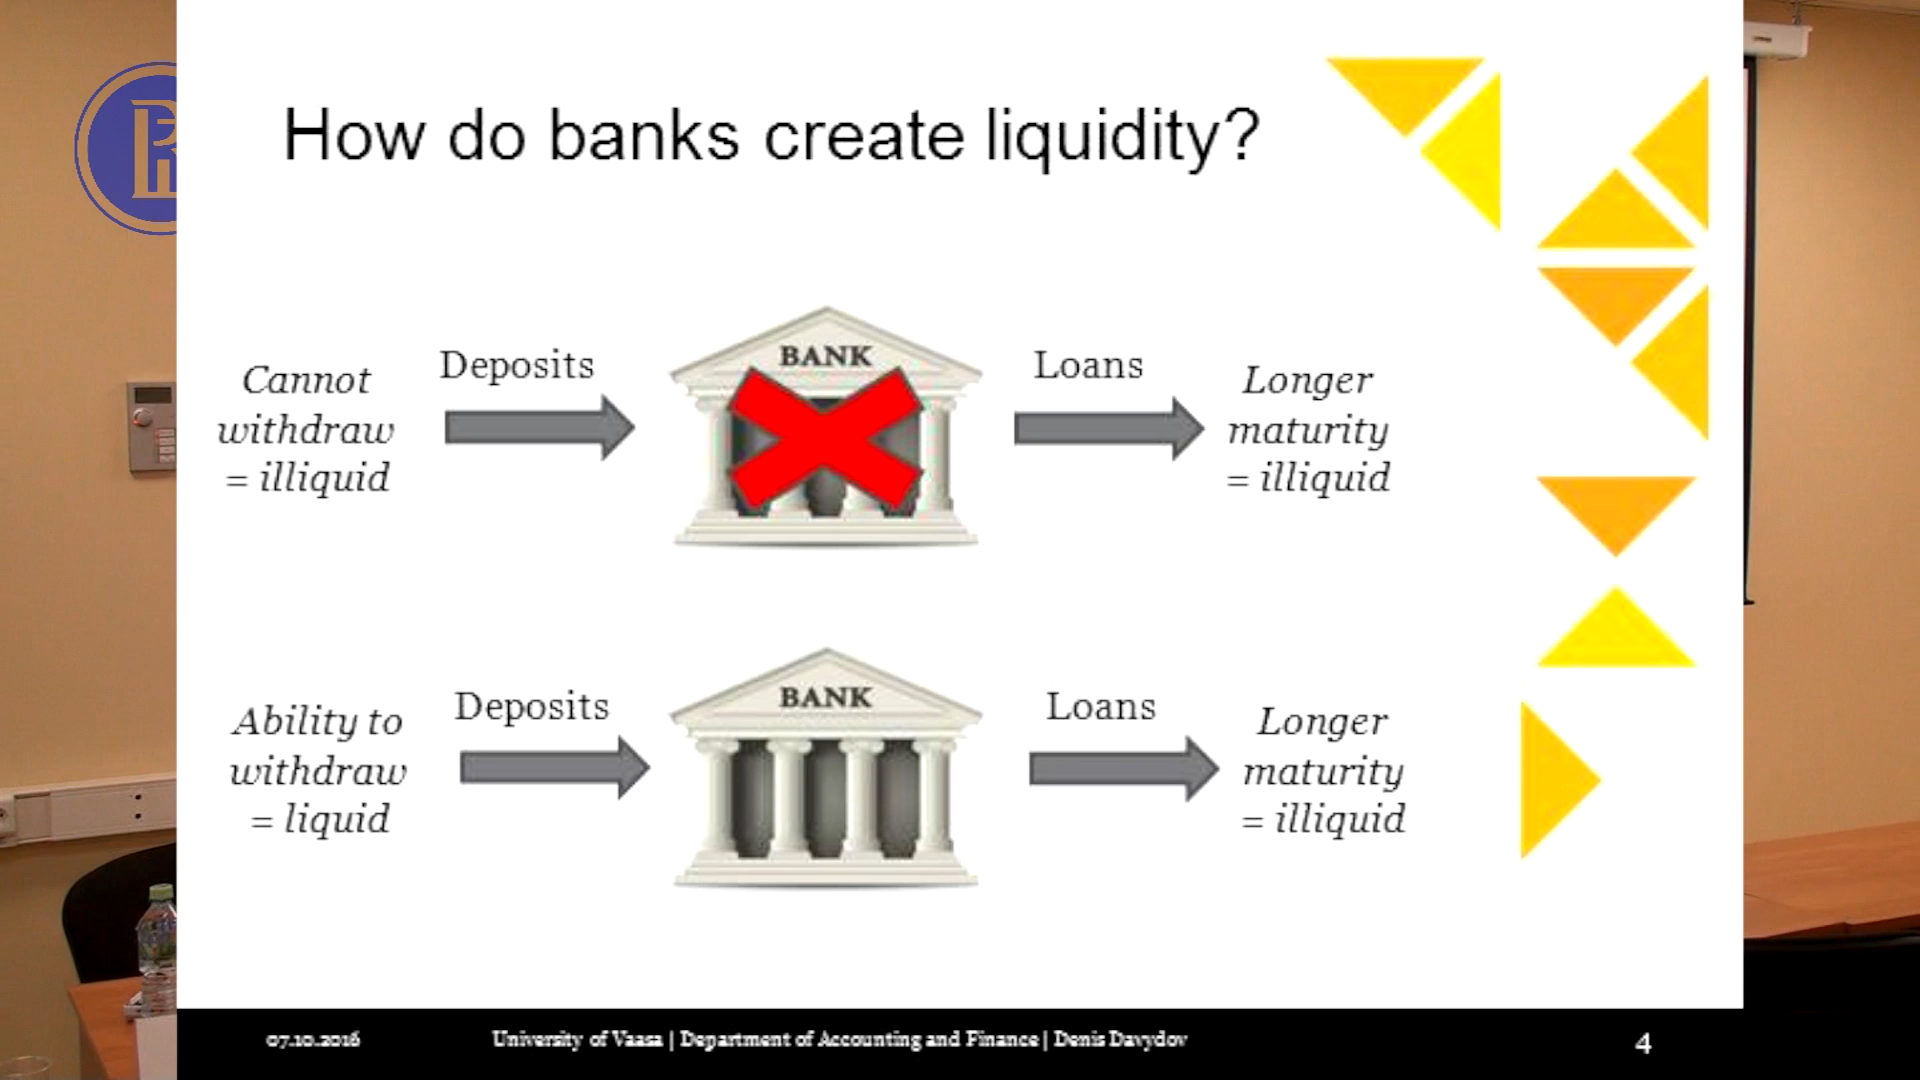 How do banks create liquidity?
Cannot
withdraw
= illiquid
Deposits
BANK
Loans
Longer
maturity
= illiquid
Ability to
withdraw
= liquid
Deposits
BANK
Loans
Longer
maturity
= illiquid
07.10.2016
University of Vaasa | Department of Accounting and Finance | Denis Davydov
4